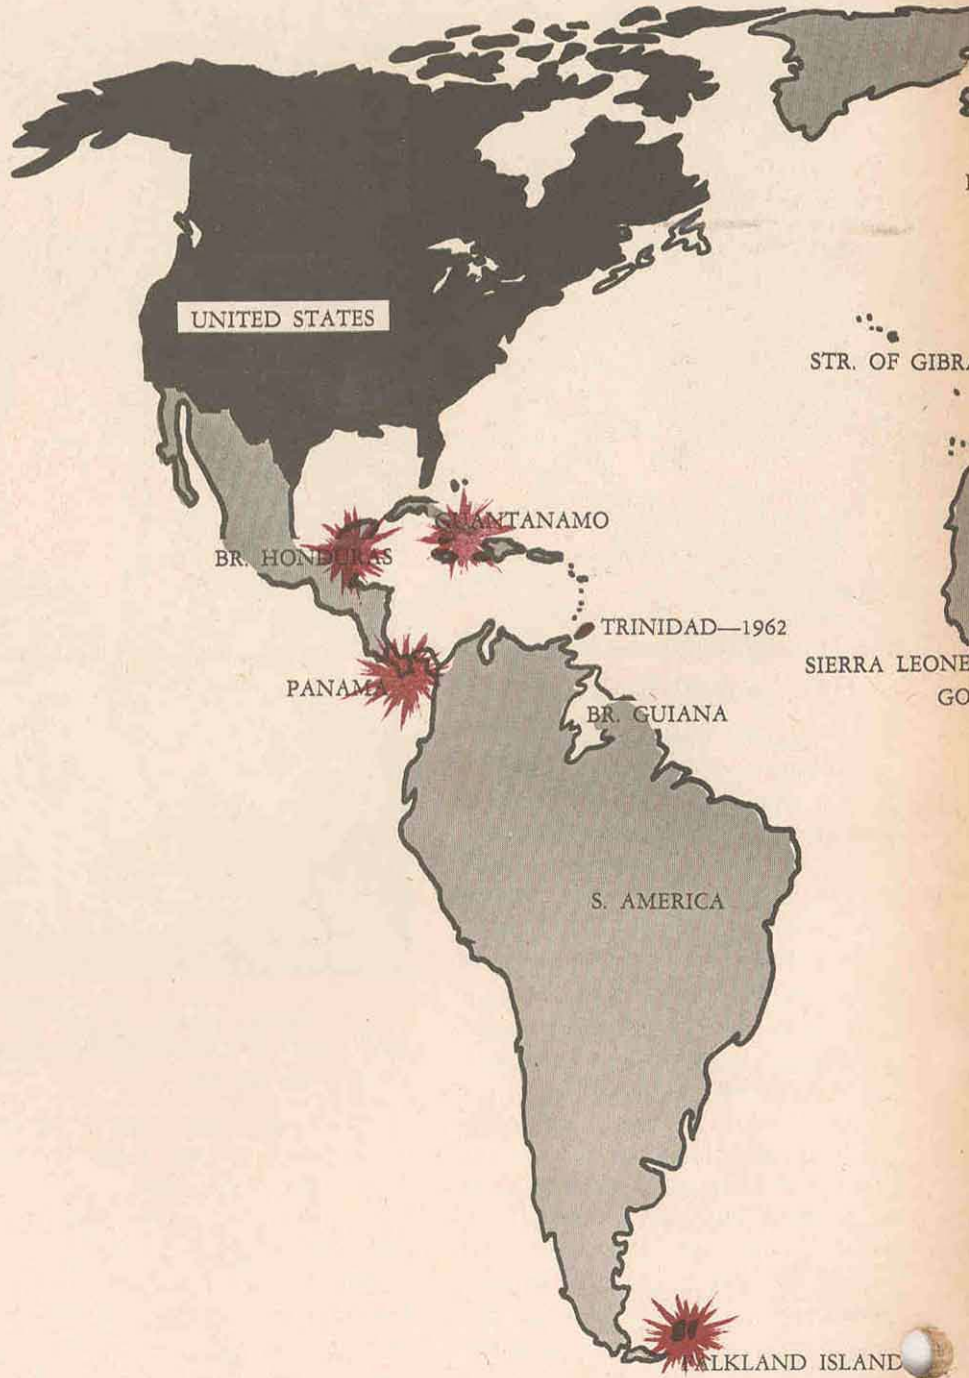 UNITED STATES
STR. OF GIBRA
GUANTANAMO
BR. HONDURAS
TRINIDAD—1962
SIERRA LEONE
PANAMA
GO
BR. GUIANA
S. AMERICA
FALKLAND ISLAND